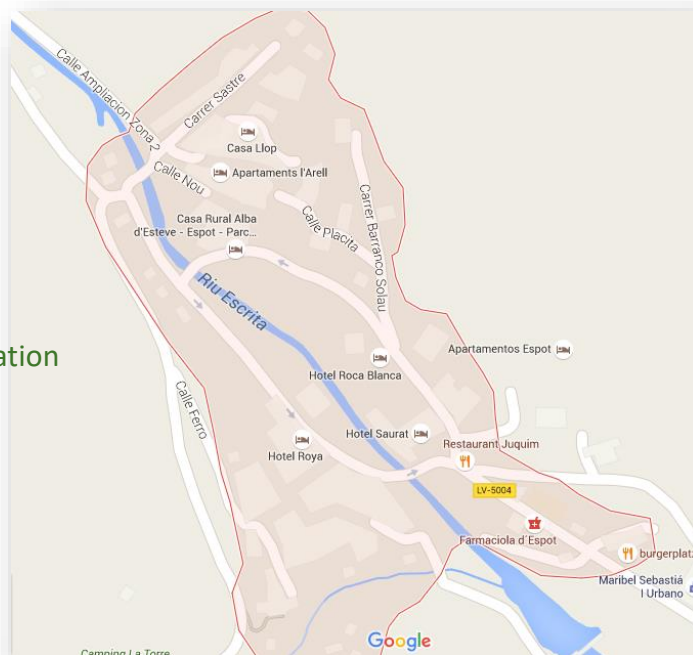 Calle Ampliacion Zona 2
Carrer Sastre
Casa Llop
Apartaments l'Arell
Calle Nou
Casa Rural Alba
d'Esteve - Espot - Parc...
Calle Placita
Carrer Barranco Solau
Riu Escrita
ation
Calle Ferro
Apartamentos Espot
Hotel Roca Blanca
Hotel Saurat
Hotel Roya
Restaurant Juquim
LV-5004
Farmaciola d'Espot
burgerplatz
Maribel Sebastiá
I Urbano
Google
Camping La Torre